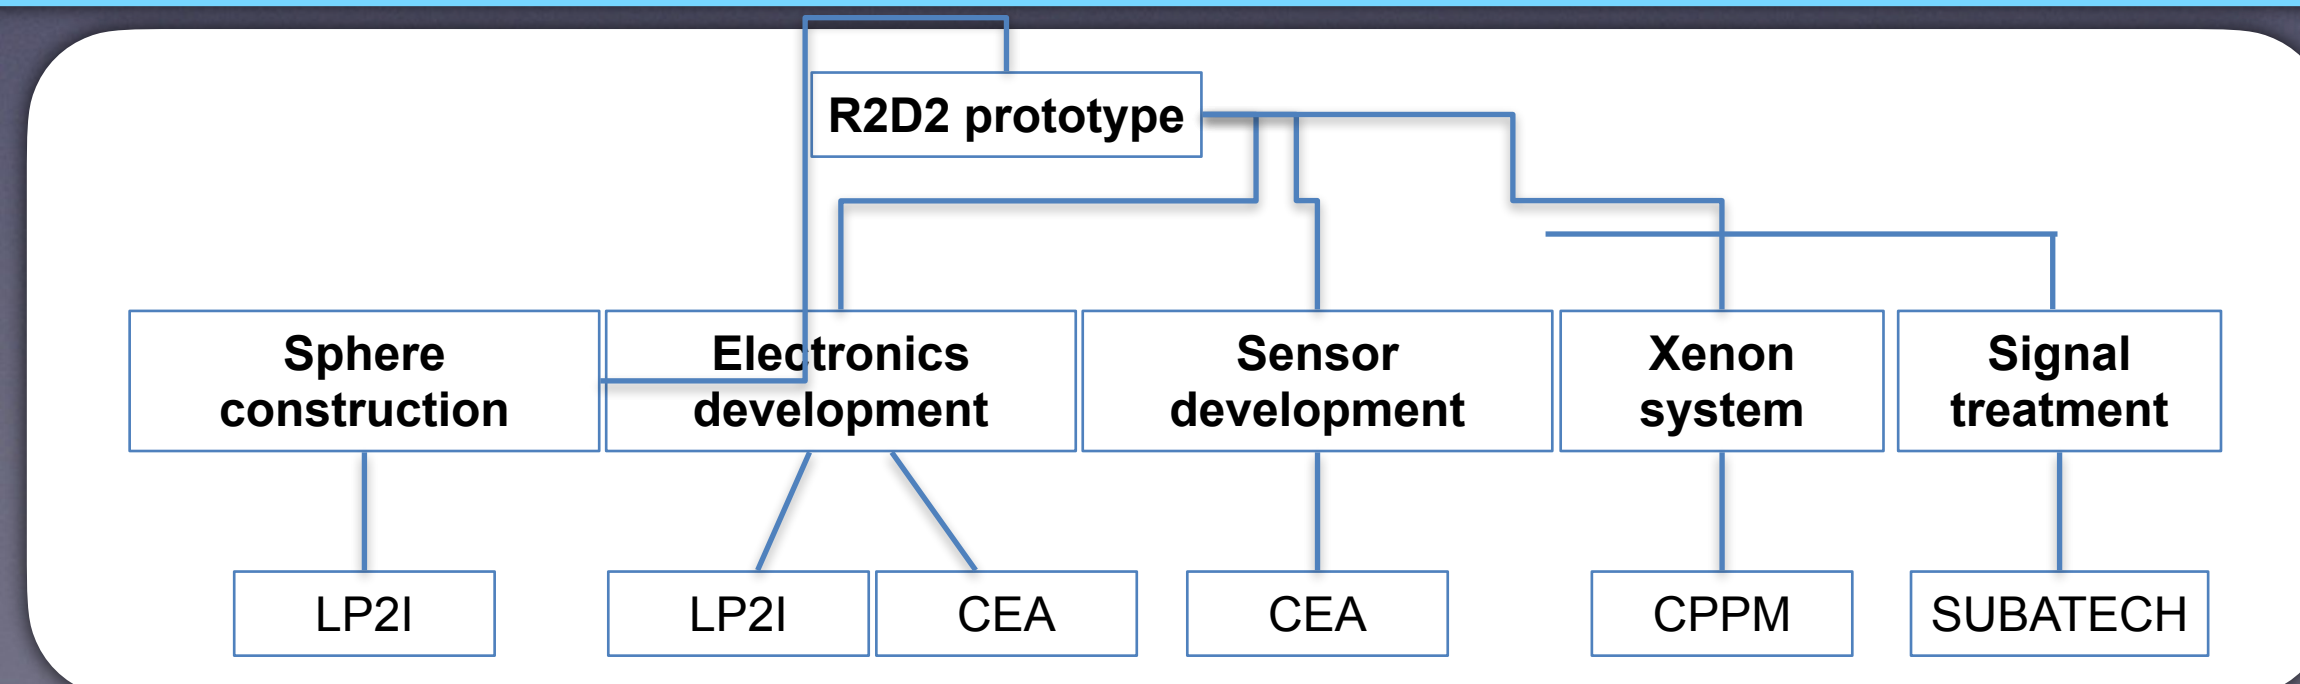 R2D2 prototype
Sphere
construction
Electronics
development
Sensor
development
Xenon
system
Signal
treatment
LP2I
LP2I
CEA
CEA
CPPM
SUBATECH